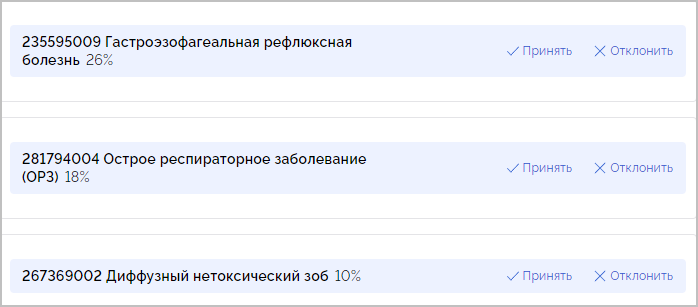 235595009 Гастроэзофагеальная рефлюксная
болезнь 26%
Принять
Отклонить
281794004 Острое респираторное заболевание
(ОРЗ) 18%
Принять
Отклонить
267369002 Диффузный нетоксический зоб 10%
Принять
Отклонить